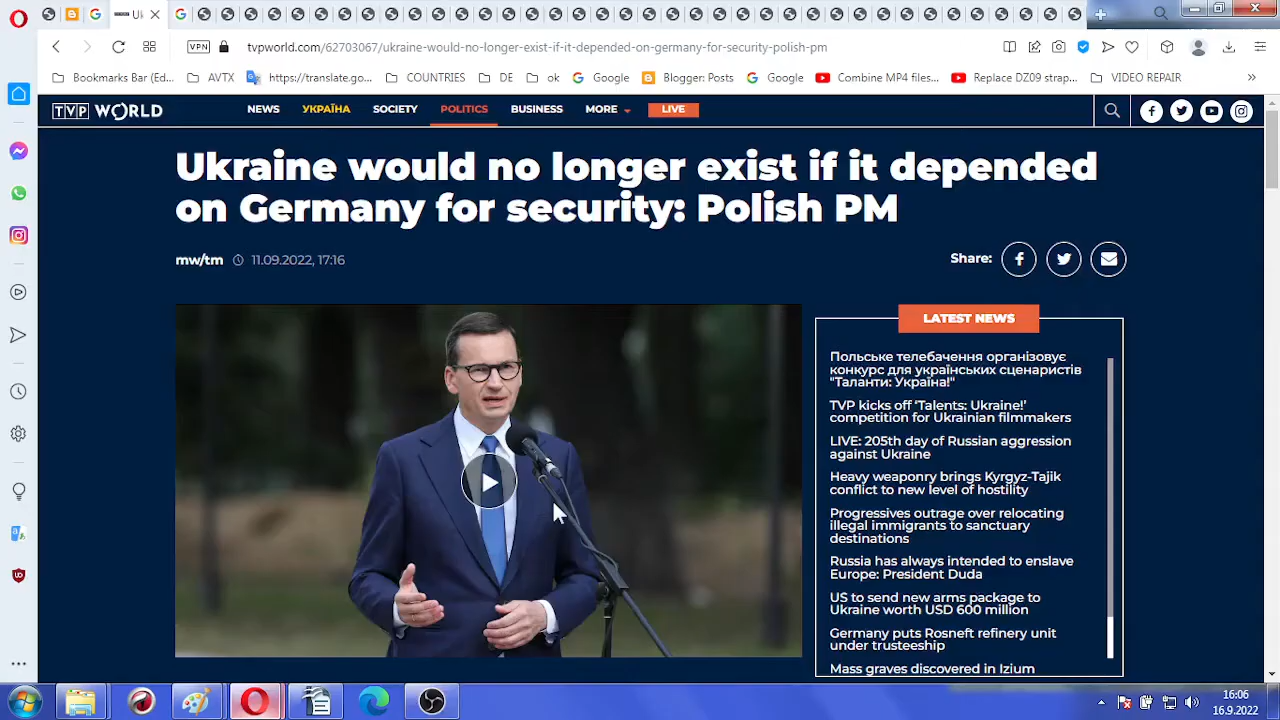 Uk
VPN
tvpworld.com/62703067/ukraine-would-no-longer-exist-if-it-depended-on-germany-for-security-polish-pm
Bookmarks Bar (Ed... AVTX https://translate.go... COUNTRIES DE ok Google Blogger: Posts Google Combine MP4 files... Replace DZ09 strap... VIDEO REPAIR »
TVP WORLD NEWS УКРАЇНА SOCIETY POLITICS BUSINESS MORE LIVE
Ukraine would no longer exist if it depended
on Germany for security: Polish PM
mw/tm 11.09.2022, 17:16
Share:
LATEST NEWS
Польське телебачення організовує
конкурс для українських сценаристів
"Таланти: Україна!"
TVP kicks off 'Talents: Ukraine!'
competition for Ukrainian filmmakers
LIVE: 205th day of Russian aggression
against Ukraine
Heavy weaponry brings Kyrgyz-Tajik
conflict to new level of hostility
Progressives outrage over relocating
illegal immigrants to sanctuary
destinations
Russia has always intended to enslave
Europe: President Duda
US to send new arms package to
Ukraine worth USD 600 million
Germany puts Rosneft refinery unit
under trusteeship
Mass graves discovered in Izium
16:06
16.9.2022